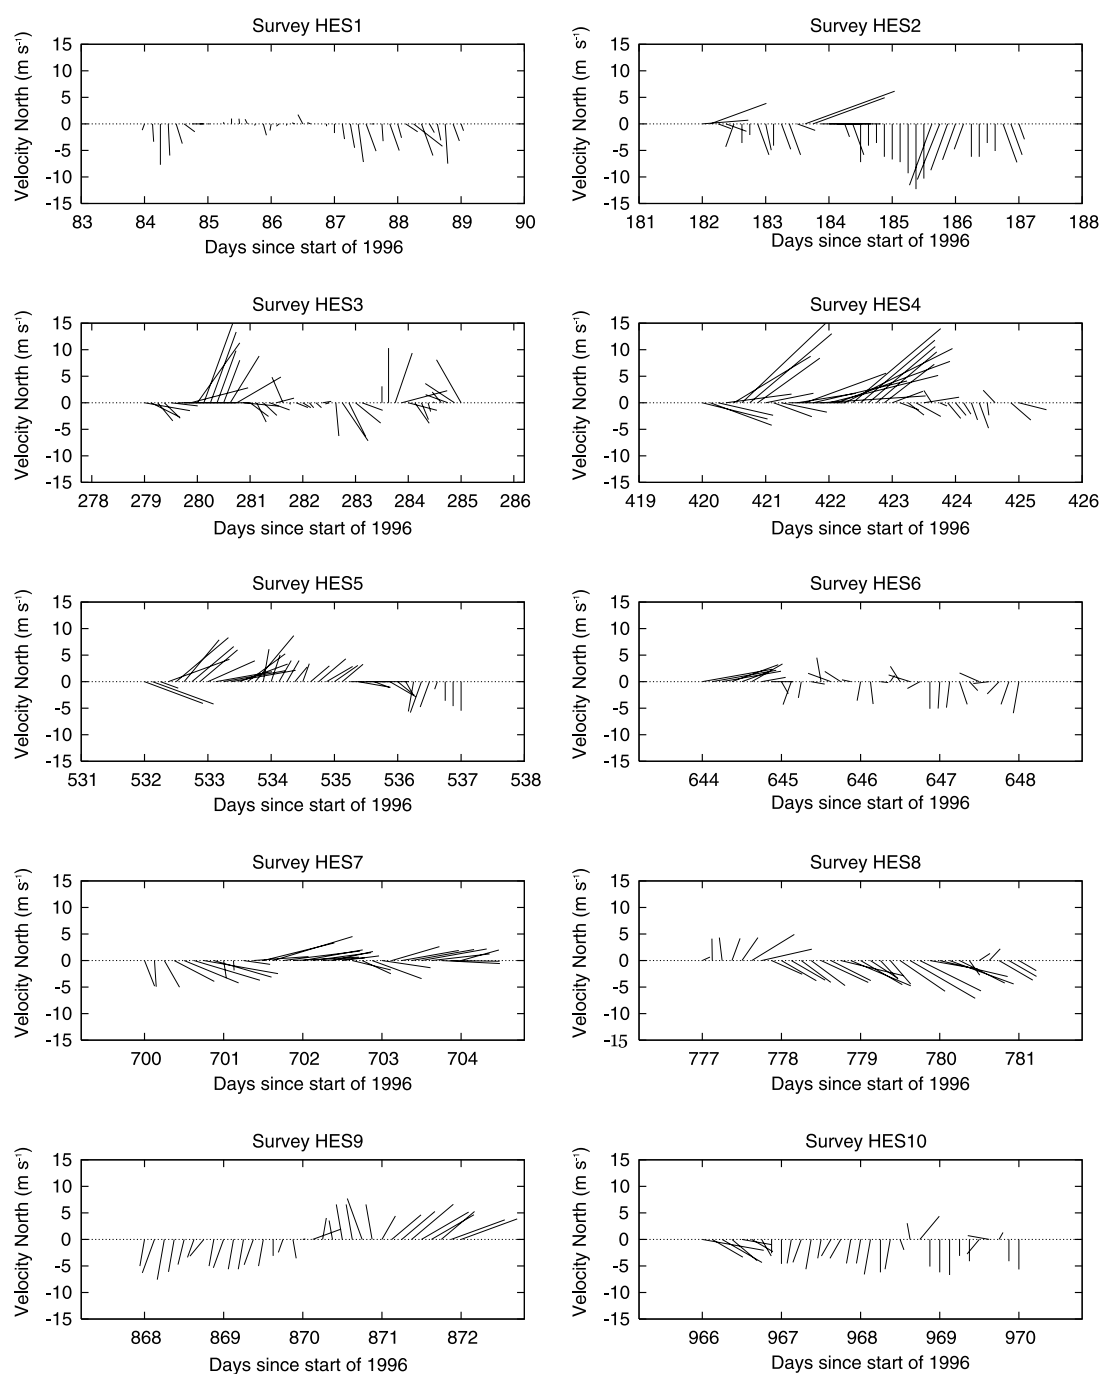 Survey HES1
Velocity North (m s-1)
15
10
5
0
-5
-10
-15
83 84 85 86 87 88 89 90
Days since start of 1996
Survey HES2
Velocity North (m s-1)
15
10
5
0
-5
-10
-15
181 182 183 184 185 186 187 188
Days since start of 1996
Survey HES3
Velocity North (m s-1)
15
10
5
0
-5
-10
-15
278 279 280 281 282 283 284 285 286
Days since start of 1996
Survey HES4
Velocity North (m s-1)
15
10
5
0
-5
-10
-15
419 420 421 422 423 424 425 426
Days since start of 1996
Survey HES5
Velocity North (m s-1)
15
10
5
0
-5
-10
-15
531 532 533 534 535 536 537 538
Days since start of 1996
Survey HES6
Velocity North (m s-1)
15
10
5
0
-5
-10
-15
644 645 646 647 648
Days since start of 1996
Survey HES7
Velocity North (m s-1)
15
10
5
0
-5
-10
-15
700 701 702 703 704
Days since start of 1996
Survey HES8
Velocity North (m s-1)
15
10
5
0
-5
-10
-15
777 778 779 780 781
Days since start of 1996
Survey HES9
Velocity North (m s-1)
15
10
5
0
-5
-10
-15
868 869 870 871 872
Days since start of 1996
Survey HES10
Velocity North (m s-1)
15
10
5
0
-5
-10
-15
966 967 968 969 970
Days since start of 1996